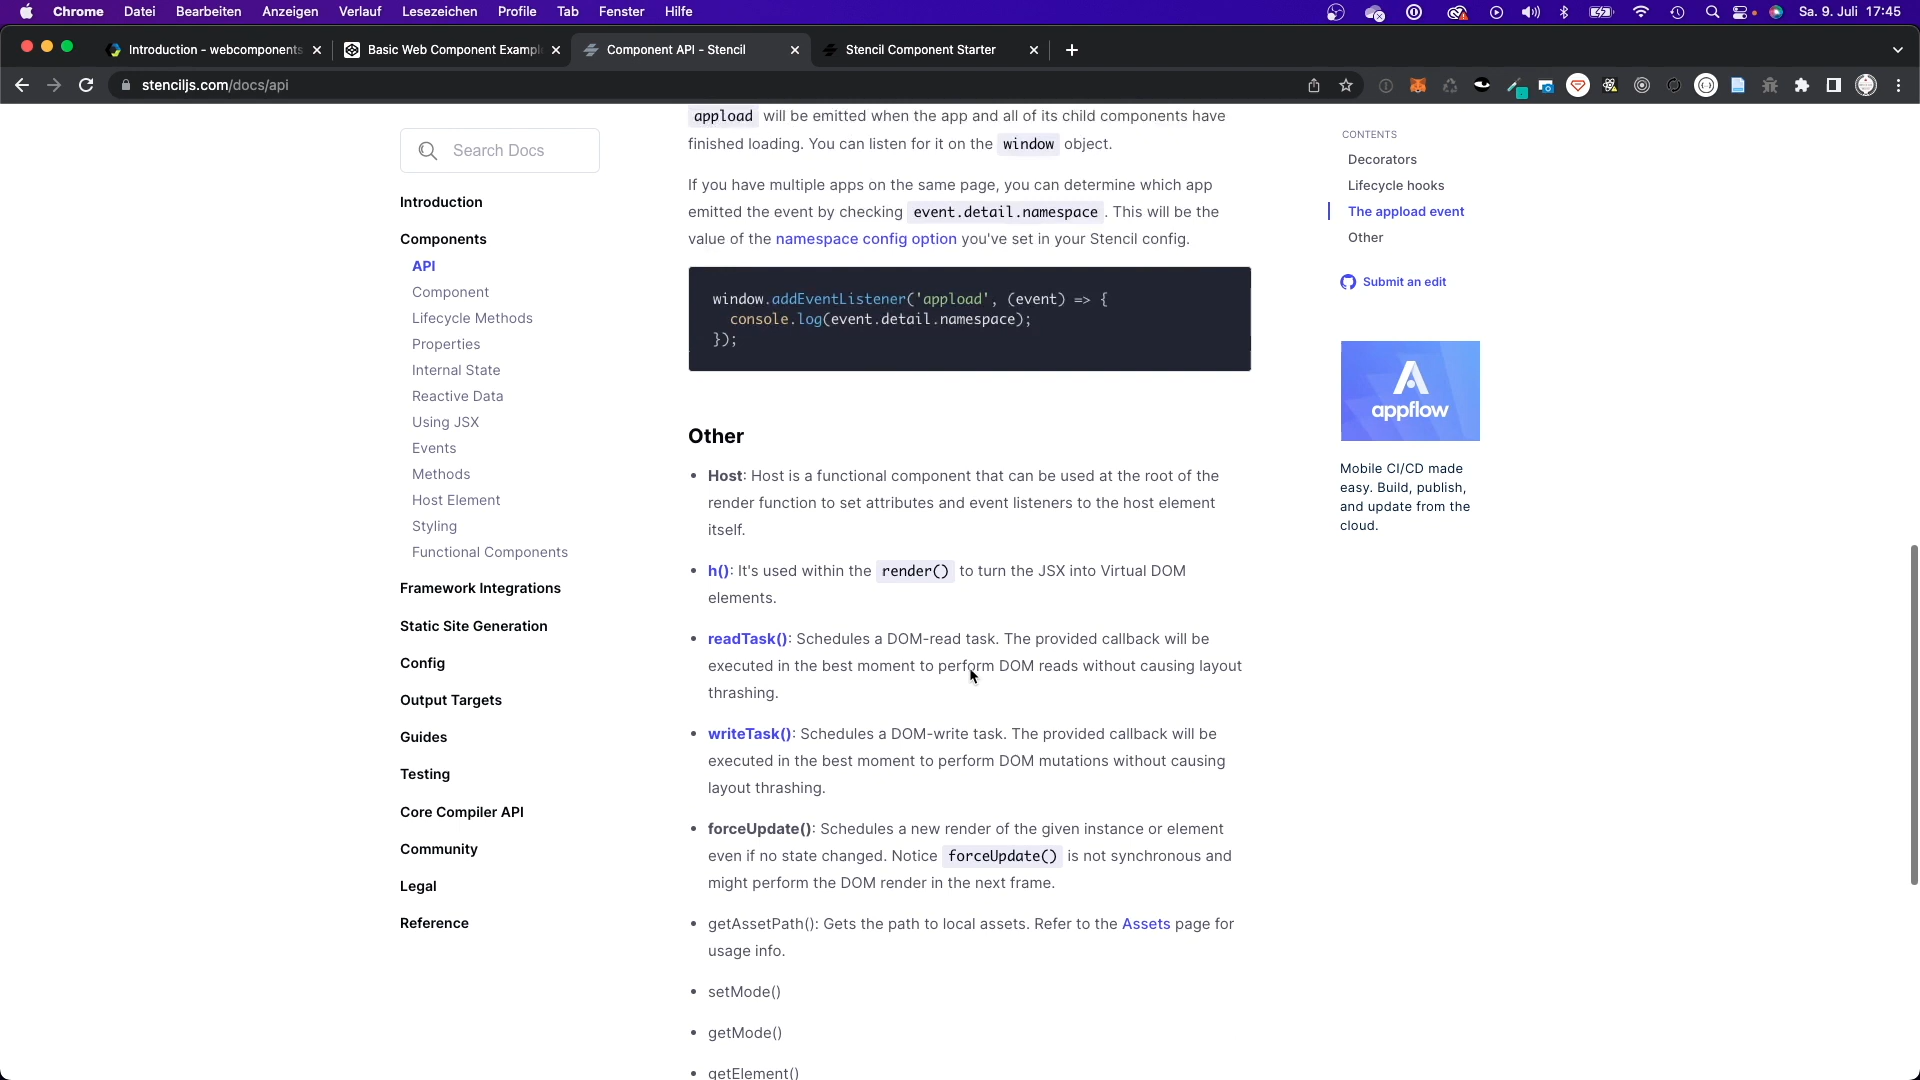 Chrome Datei Bearbeiten Anzeigen Verlauf Lesezeichen Profile Tab Fenster Hilfe Sa. 9. Juli 17:45
Introduction - webcomponents Basic Web Component Exampl Component API - Stencil Stencil Component Starter
stenciljs.com/docs/api
Search Docs
Introduction
Components
API
Component
Lifecycle Methods
Properties
Internal State
Reactive Data
Using JSX
Events
Methods
Host Element
Styling
Functional Components
Framework Integrations
Static Site Generation
Config
Output Targets
Guides
Testing
Core Compiler API
Community
Legal
Reference
appload will be emitted when the app and all of its child components have
finished loading. You can listen for it on the window object.
If you have multiple apps on the same page, you can determine which app
emitted the event by checking event.detail.namespace . This will be the
value of the namespace config option you've set in your Stencil config.
window.addEventListener('appload', (event) => {
console.log(event.detail.namespace);
});
Other
• Host: Host is a functional component that can be used at the root of the
render function to set attributes and event listeners to the host element
itself.
• h(): It's used within the render() to turn the JSX into Virtual DOM
elements.
• readTask(): Schedules a DOM-read task. The provided callback will be
executed in the best moment to perform DOM reads without causing layout
thrashing.
• writeTask(): Schedules a DOM-write task. The provided callback will be
executed in the best moment to perform DOM mutations without causing
layout thrashing.
• forceUpdate(): Schedules a new render of the given instance or element
even if no state changed. Notice forceUpdate() is not synchronous and
might perform the DOM render in the next frame.
• getAssetPath(): Gets the path to local assets. Refer to the Assets page for
usage info.
• setMode()
• getMode()
• getElement()
CONTENTS
Decorators
Lifecycle hooks
The appload event
Other
Submit an edit
appflow
Mobile CI/CD made
easy. Build, publish,
and update from the
cloud.